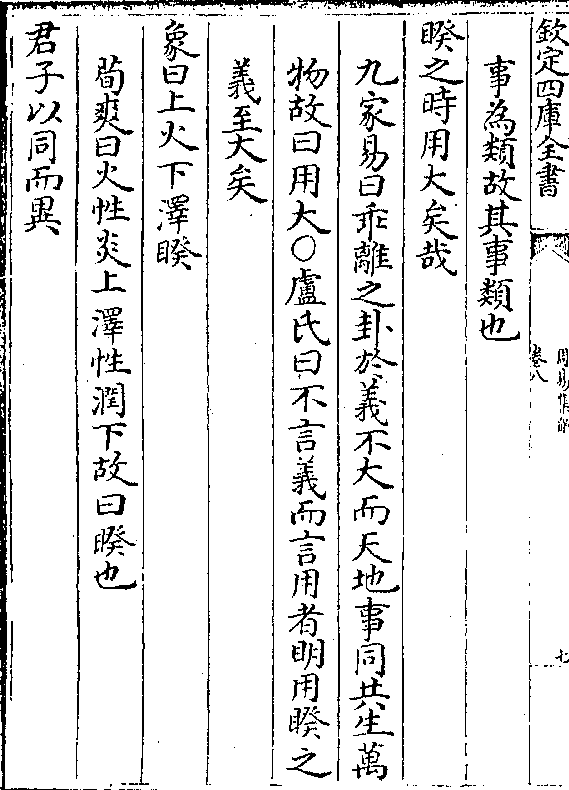 欽定四庫全書
周易集解
卷八
七
事為類故其事類也
睽之時用大矣哉
九家易曰乖離之卦於義不大而天地事同共生萬
物故曰用大○盧氏曰不言義而言用者明用睽之
義至大矣
象曰上火下澤睽
荀爽曰火性炎上澤性潤下故曰睽也
君子以同而異